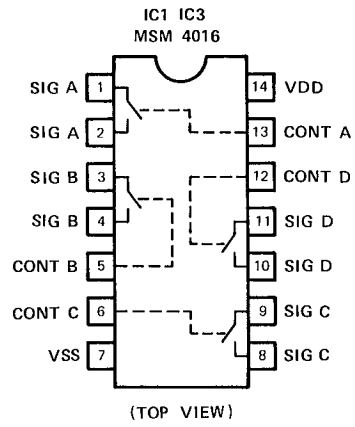 IC1 IC3
MSM 4016
SIG A 1 14 VDD
SIG A 2 13 CONT A
SIG B 3 12 CONT D
SIG B 4 11 SIG D
CONT B 5 10 SIG D
CONT C 6 9 SIG C
VSS 7 8 SIG C
(TOP VIEW)